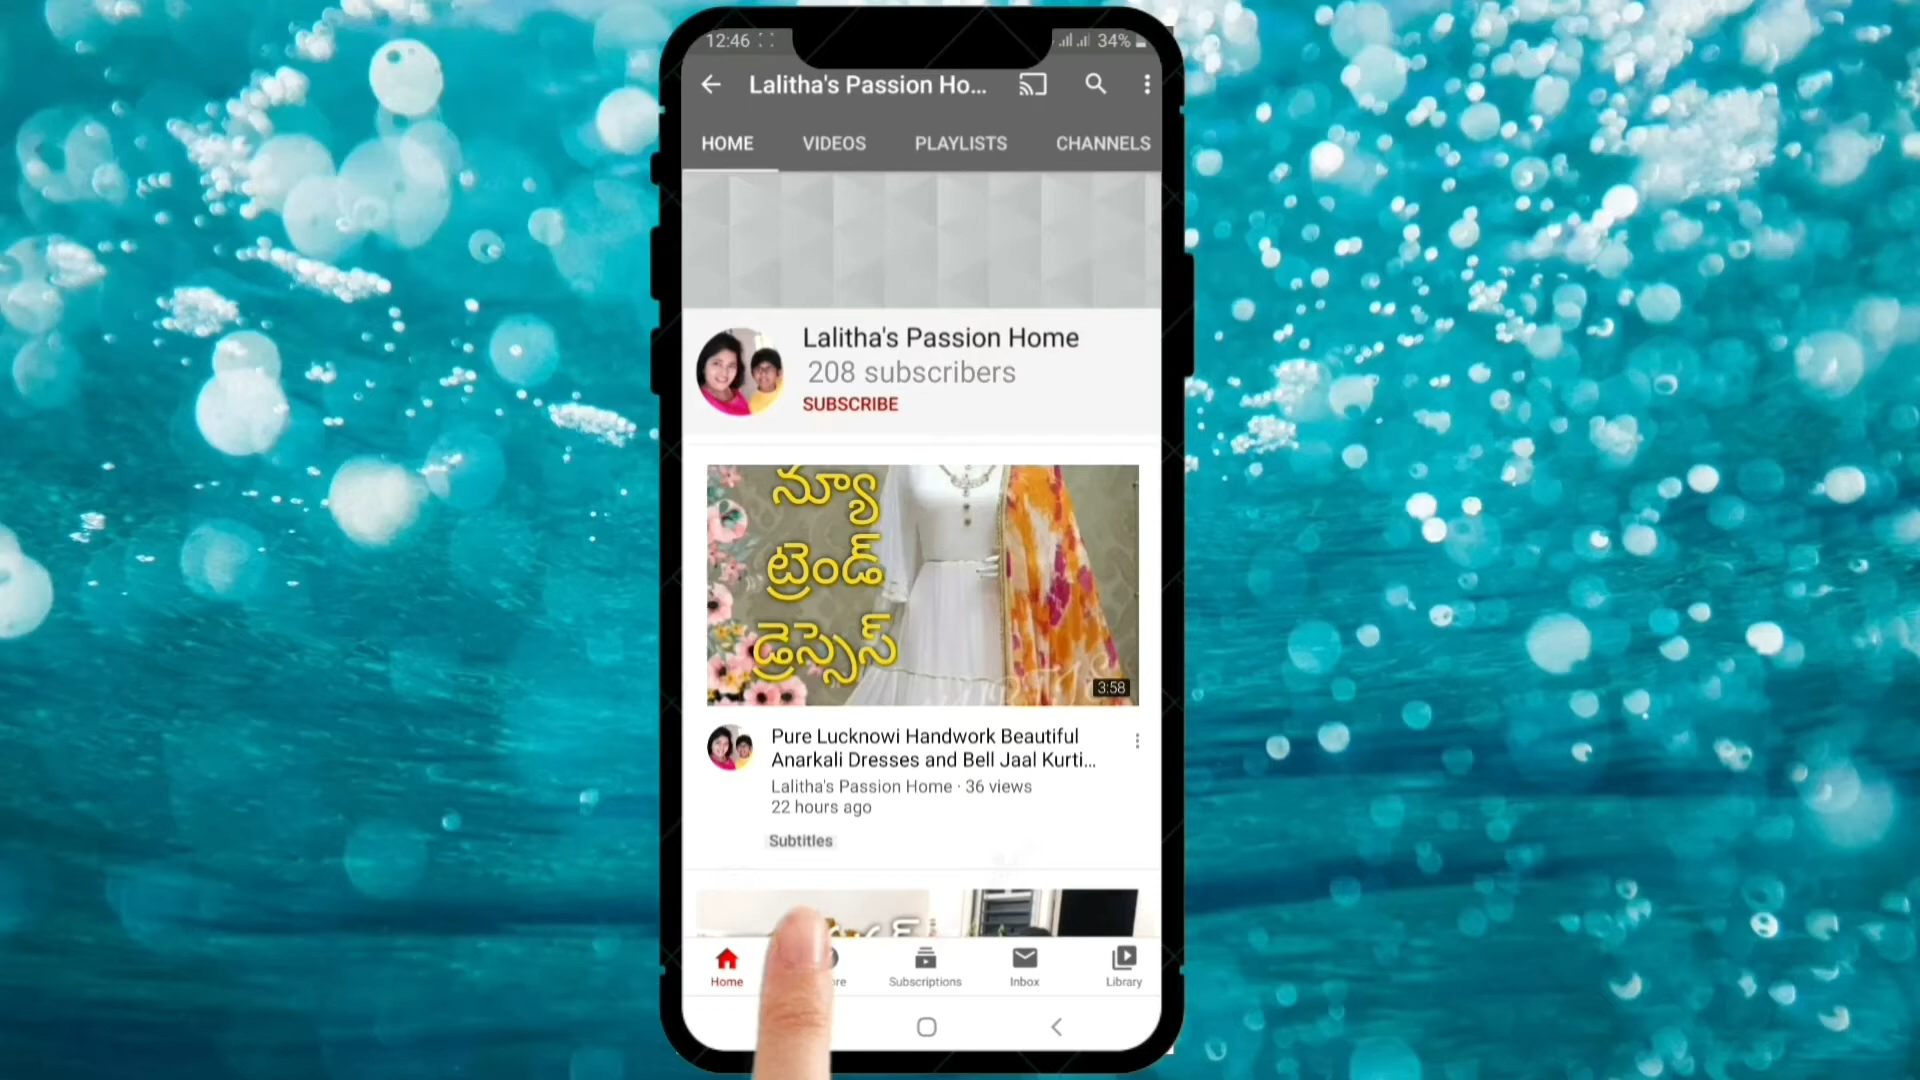 12:46
34%
Lalitha's Passion Ho...
HOME VIDEOS PLAYLISTS CHANNELS
Lalitha's Passion Home
208 subscribers
SUBSCRIBE
న్యూ
ట్రెండ్
డ్రెస్సెస్
3:58
Pure Lucknowi Handwork Beautiful
Anarkali Dresses and Bell Jaal Kurti...
Lalitha's Passion Home · 36 views
22 hours ago
Subtitles
Home Subscriptions Inbox Library